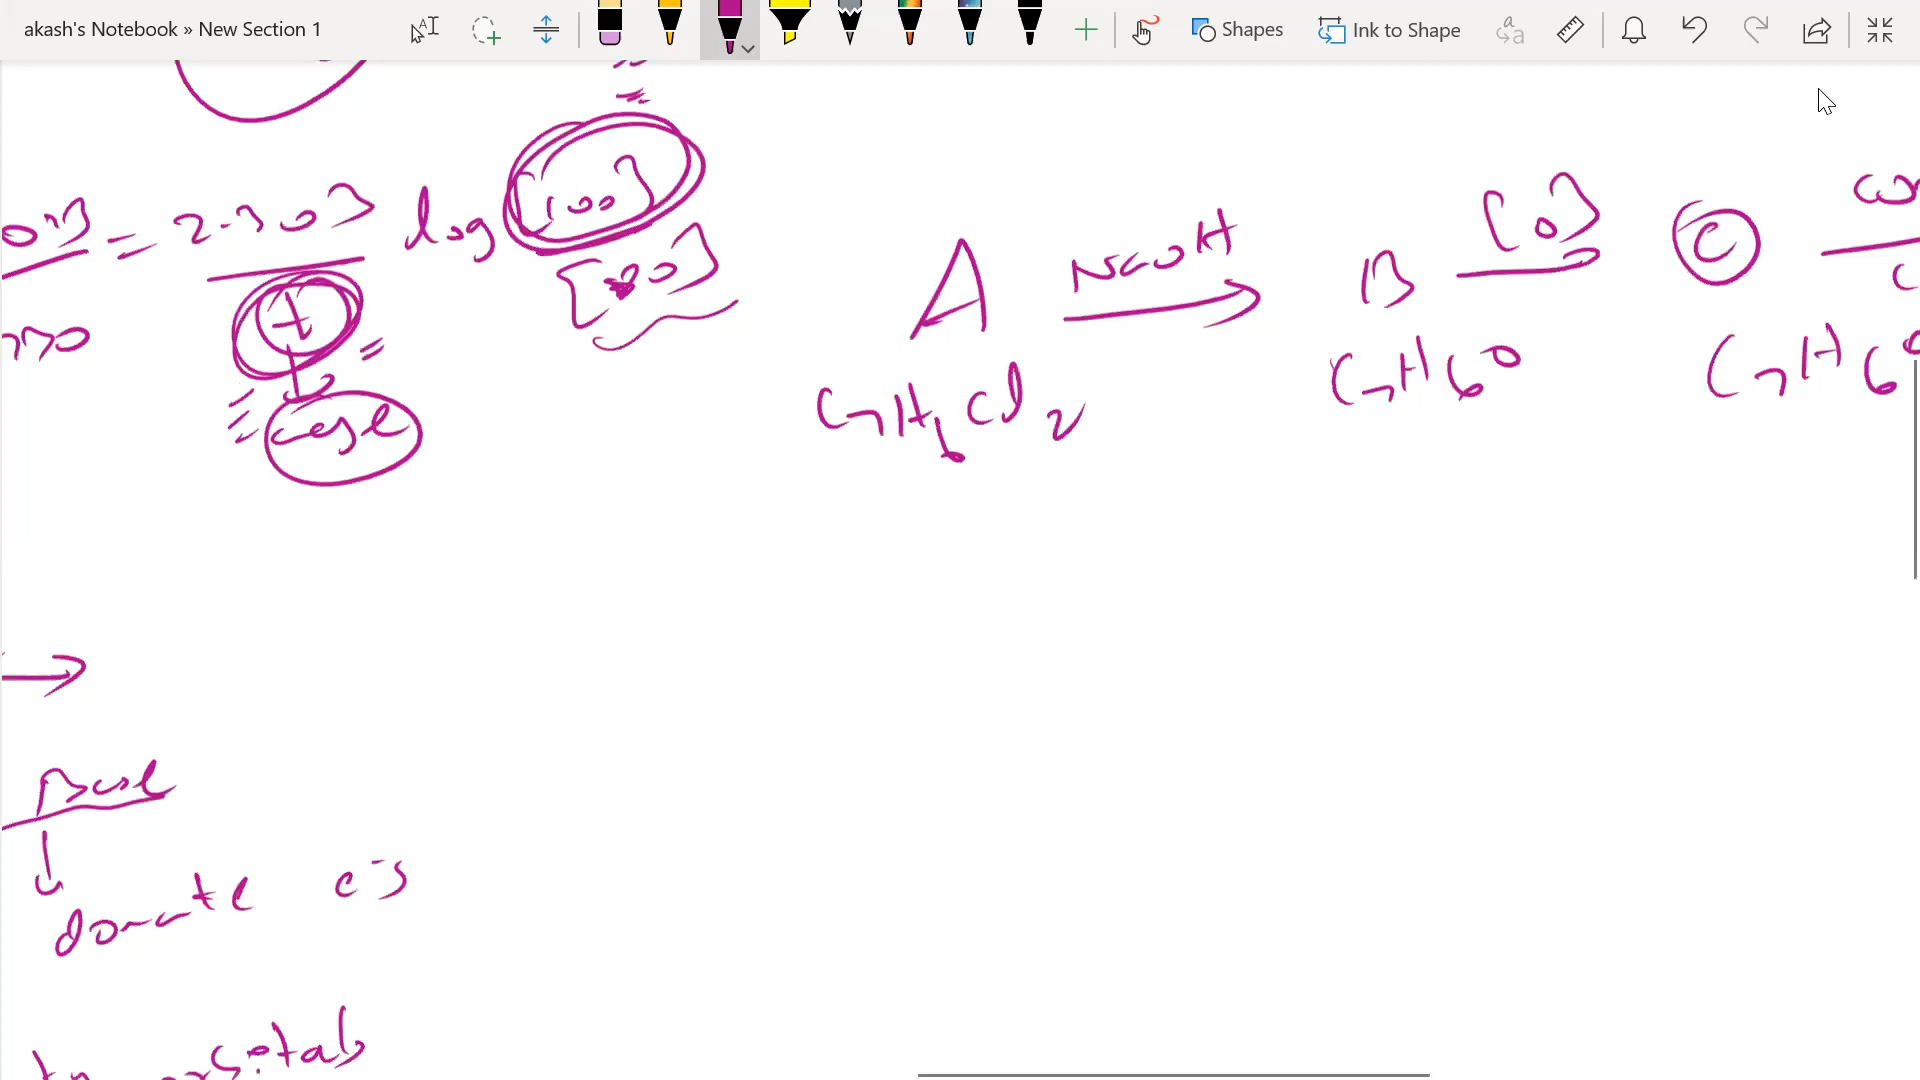 akash's Notebook » New Section 1
Shapes
Ink to Shape
= 2.303 log [100]
t [80]
case
A NaOH B [O] C
C7H6Cl2 C7H6O C7H6O
Base
donate e-s